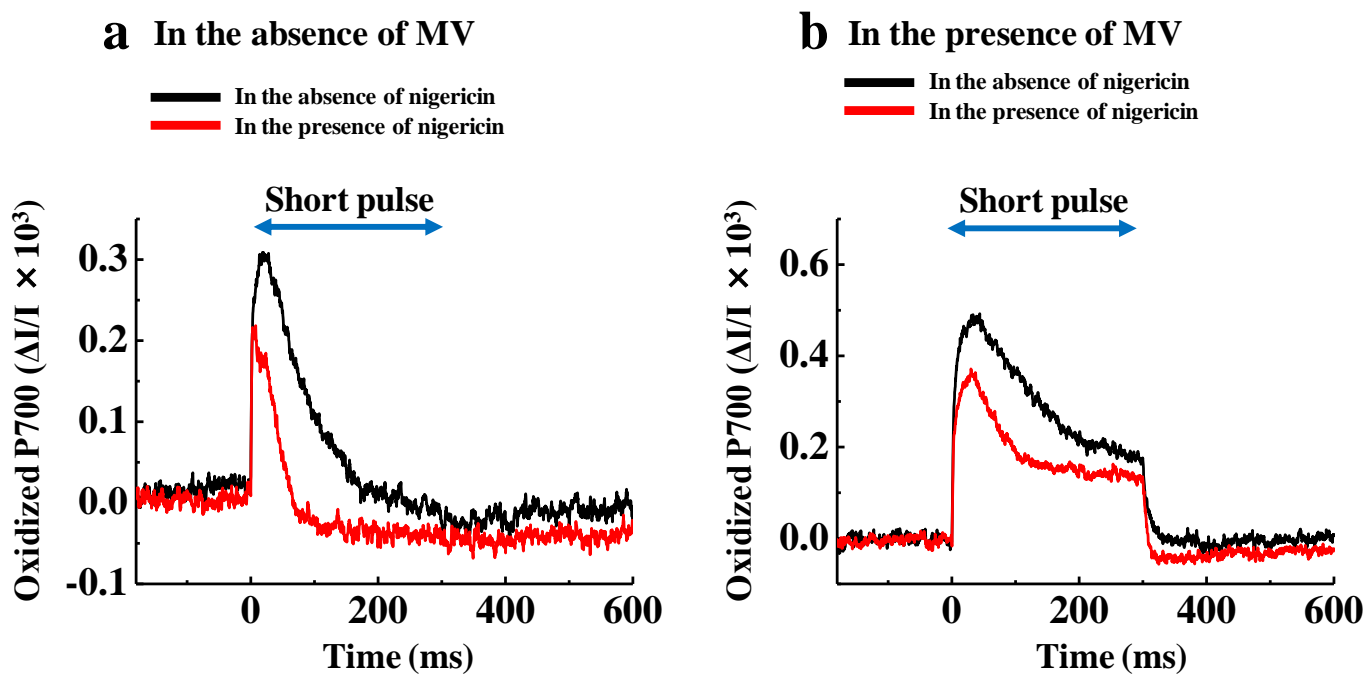 a In the absence of MV
In the absence of nigericin
In the presence of nigericin
Short pulse
Oxidized P700 (ΔI/I × 10³)
0.3
0.2
0.1
0.0
-0.1
0 200 400 600
Time (ms)
b In the presence of MV
In the absence of nigericin
In the presence of nigericin
Short pulse
Oxidized P700 (ΔI/I × 10³)
0.6
0.4
0.2
0.0
0 200 400 600
Time (ms)